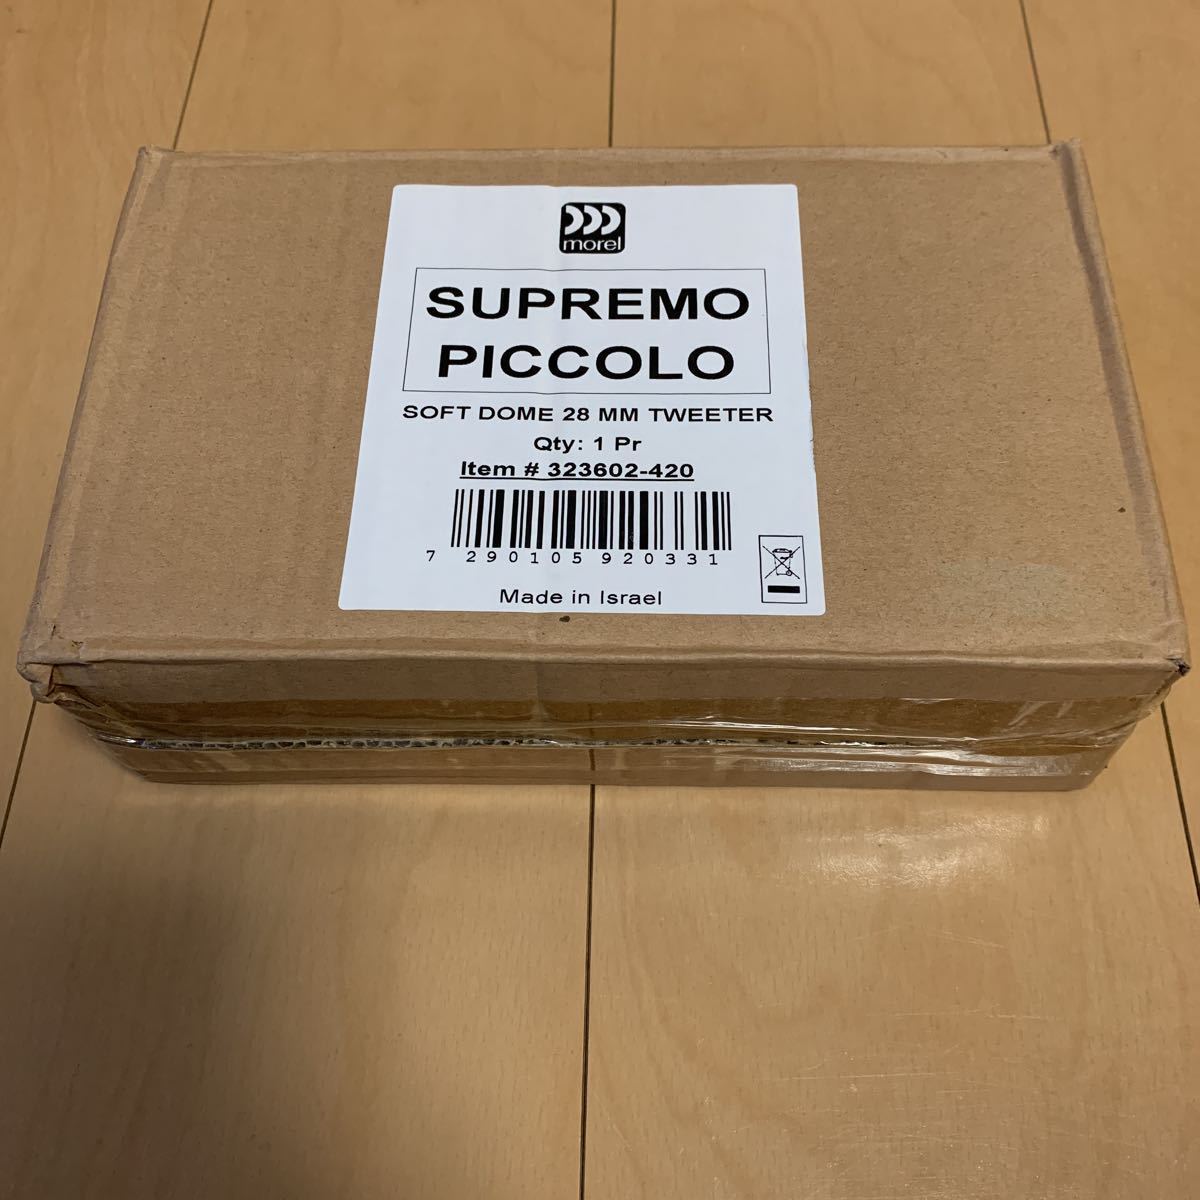 morel
SUPREMO
PICCOLO
SOFT DOME 28 MM TWEETER
Qty: 1 Pr
Item # 323602-420
7 290105 920331
Made in Israel